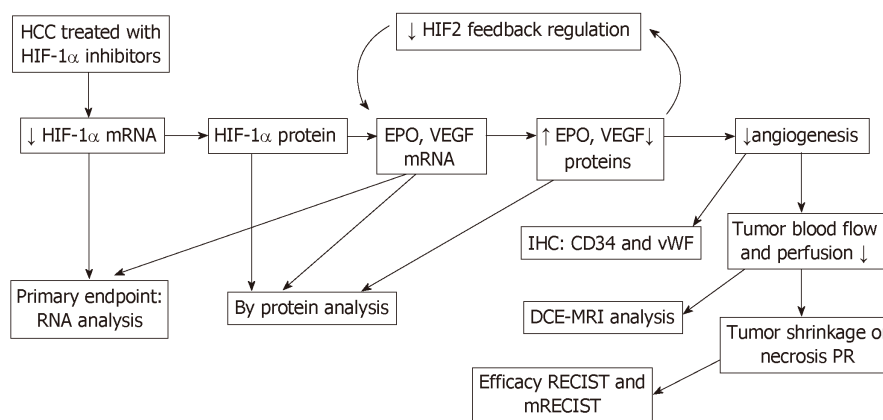 HCC treated with
HIF-1α inhibitors
↓ HIF2 feedback regulation
↓ HIF-1α mRNA
HIF-1α protein
EPO, VEGF
mRNA
↑ EPO, VEGF↓
proteins
↓angiogenesis
IHC: CD34 and vWF
Tumor blood flow
and perfusion ↓
Primary endpoint:
RNA analysis
By protein analysis
DCE-MRI analysis
Tumor shrinkage or
necrosis PR
Efficacy RECIST and
mRECIST